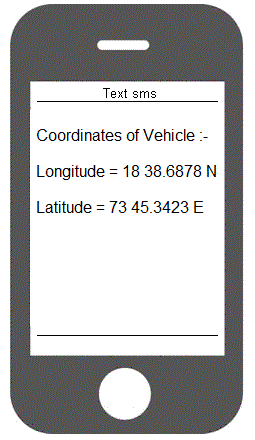 Text sms
Coordinates of Vehicle :-
Longitude = 18 38.6878 N
Latitude = 73 45.3423 E